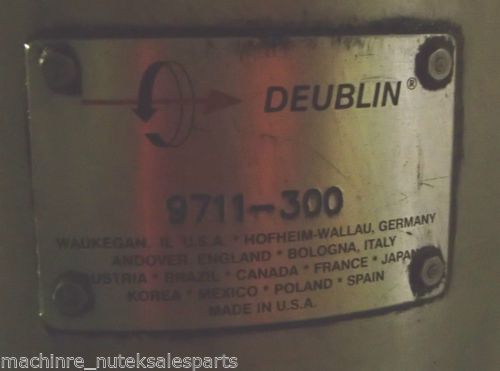 DEUBLIN®
9711-300
WAUKEGAN, IL U.S.A. * HOFHEIM-WALLAU, GERMANY
ANDOVER, ENGLAND * BOLOGNA, ITALY
AUSTRIA * BRAZIL * CANADA * FRANCE * JAPAN
KOREA * MEXICO * POLAND * SPAIN
MADE IN U.S.A.
machinre_nuteksalesparts